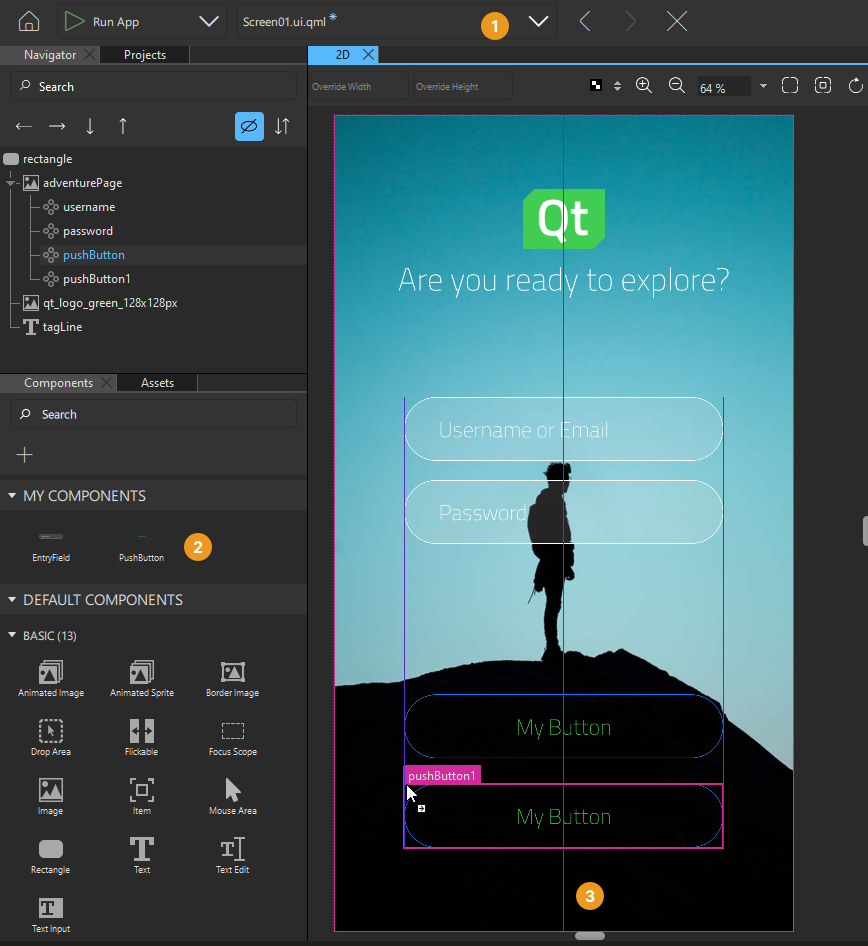 Run App
Screen01.ui.qml *
1
Navigator
Projects
2D
Search
Override Width
Override Height
64 %
rectangle
adventurePage
username
password
pushButton
pushButton1
qt_logo_green_128x128px
tagLine
Components
Assets
Search
MY COMPONENTS
EntryField
PushButton
2
DEFAULT COMPONENTS
BASIC (13)
Animated Image
Animated Sprite
Border Image
Drop Area
Flickable
Focus Scope
Image
Item
Mouse Area
Rectangle
Text
Text Edit
Text Input
Qt
Are you ready to explore?
Username or Email
Password
My Button
pushButton1
My Button
3